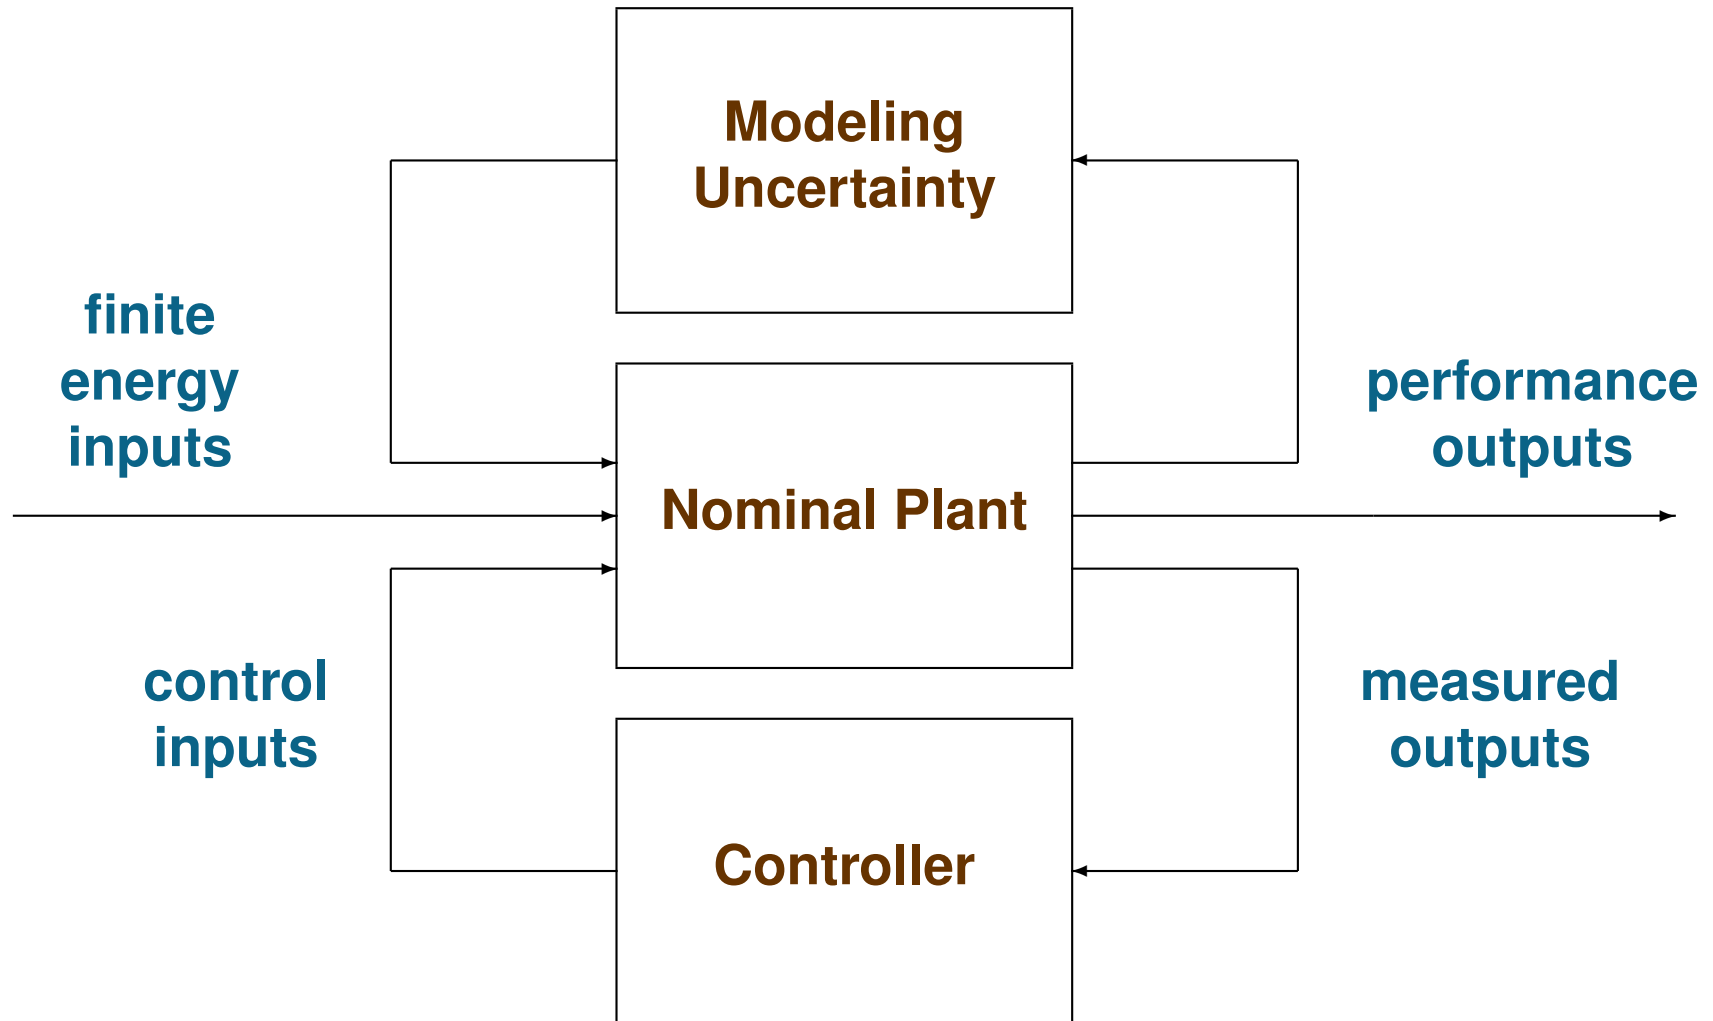 Modeling
Uncertainty
finite
energy
inputs
performance
outputs
Nominal Plant
control
inputs
measured
outputs
Controller